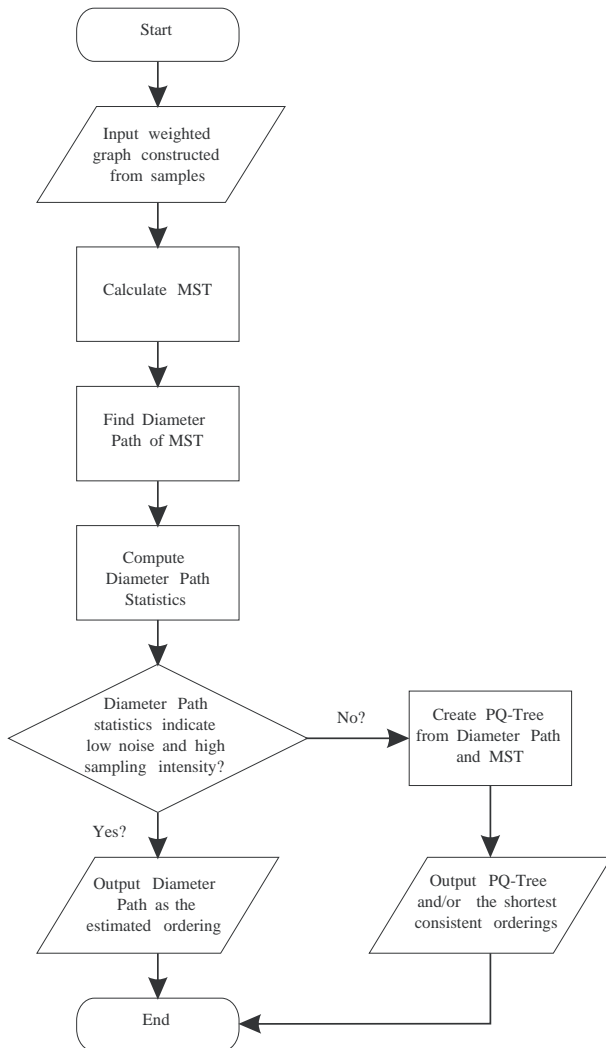 Start
Input weighted
graph constructed
from samples
Calculate MST
Find Diameter
Path of MST
Compute
Diameter Path
Statistics
Diameter Path
statistics indicate
low noise and high
sampling intensity?
No?
Create PQ-Tree
from Diameter Path
and MST
Yes?
Output Diameter
Path as the
estimated ordering
Output PQ-Tree
and/or the shortest
consistent orderings
End